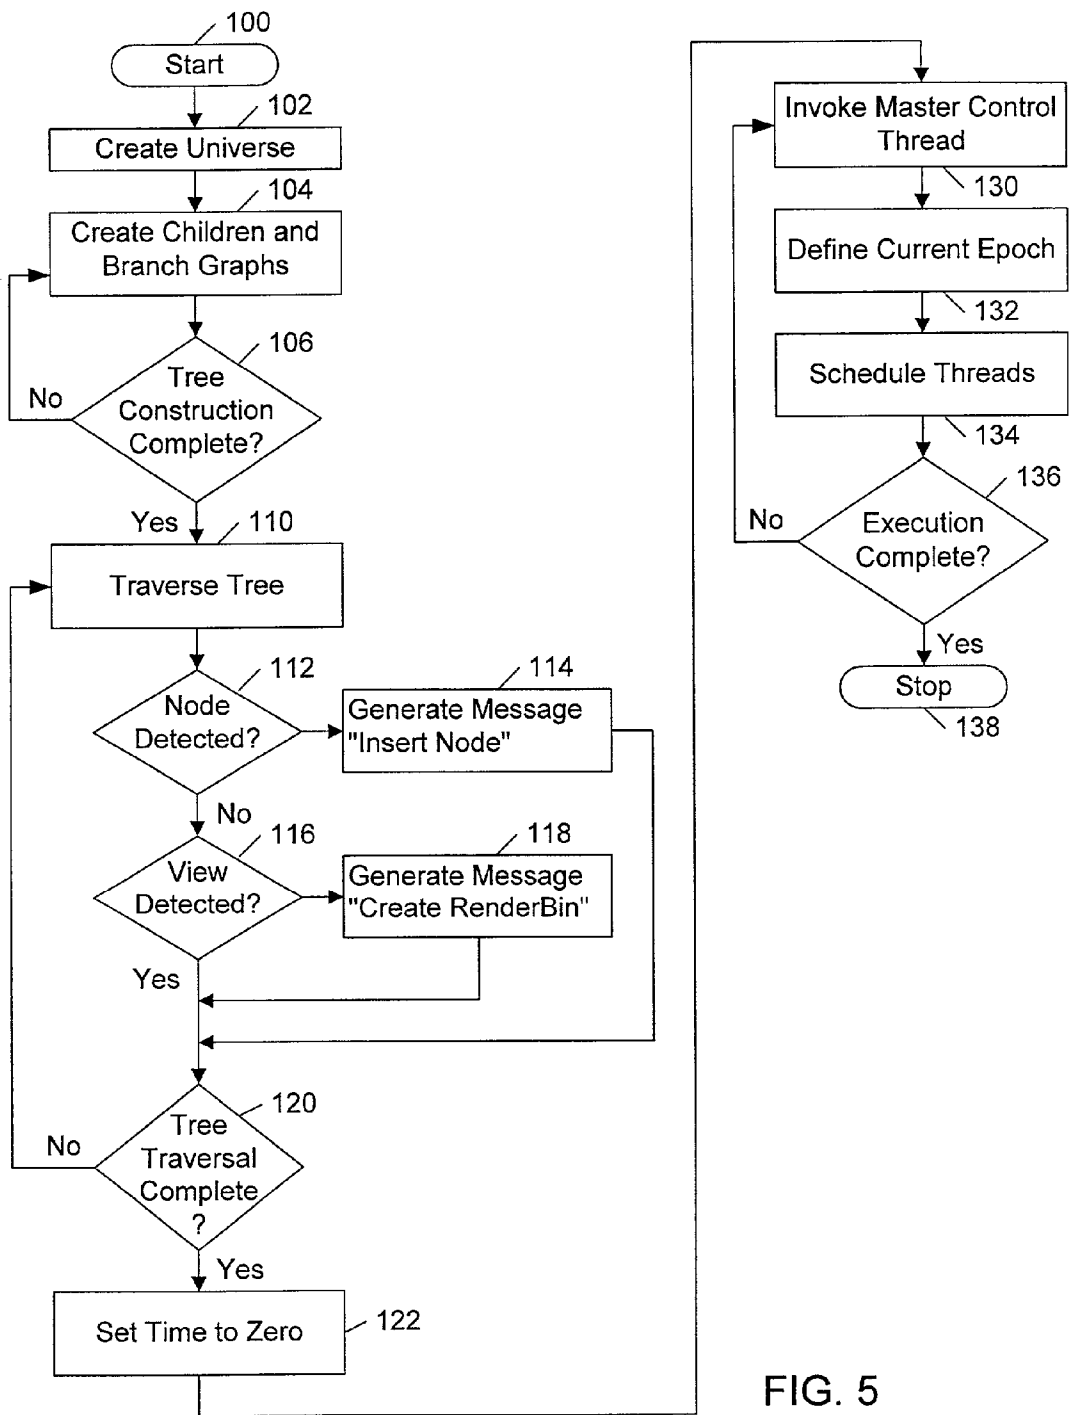 100
Start
102
Create Universe
104
Create Children and
Branch Graphs
106
Tree
Construction
Complete?
No
Yes
110
Traverse Tree
112
Node
Detected?
114
Generate Message
"Insert Node"
No
116
View
Detected?
118
Generate Message
"Create RenderBin"
Yes
120
Tree
Traversal
Complete
?
No
Yes
Set Time to Zero
122
Invoke Master Control
Thread
130
Define Current Epoch
132
Schedule Threads
134
136
Execution
Complete?
No
Yes
Stop
138
FIG. 5